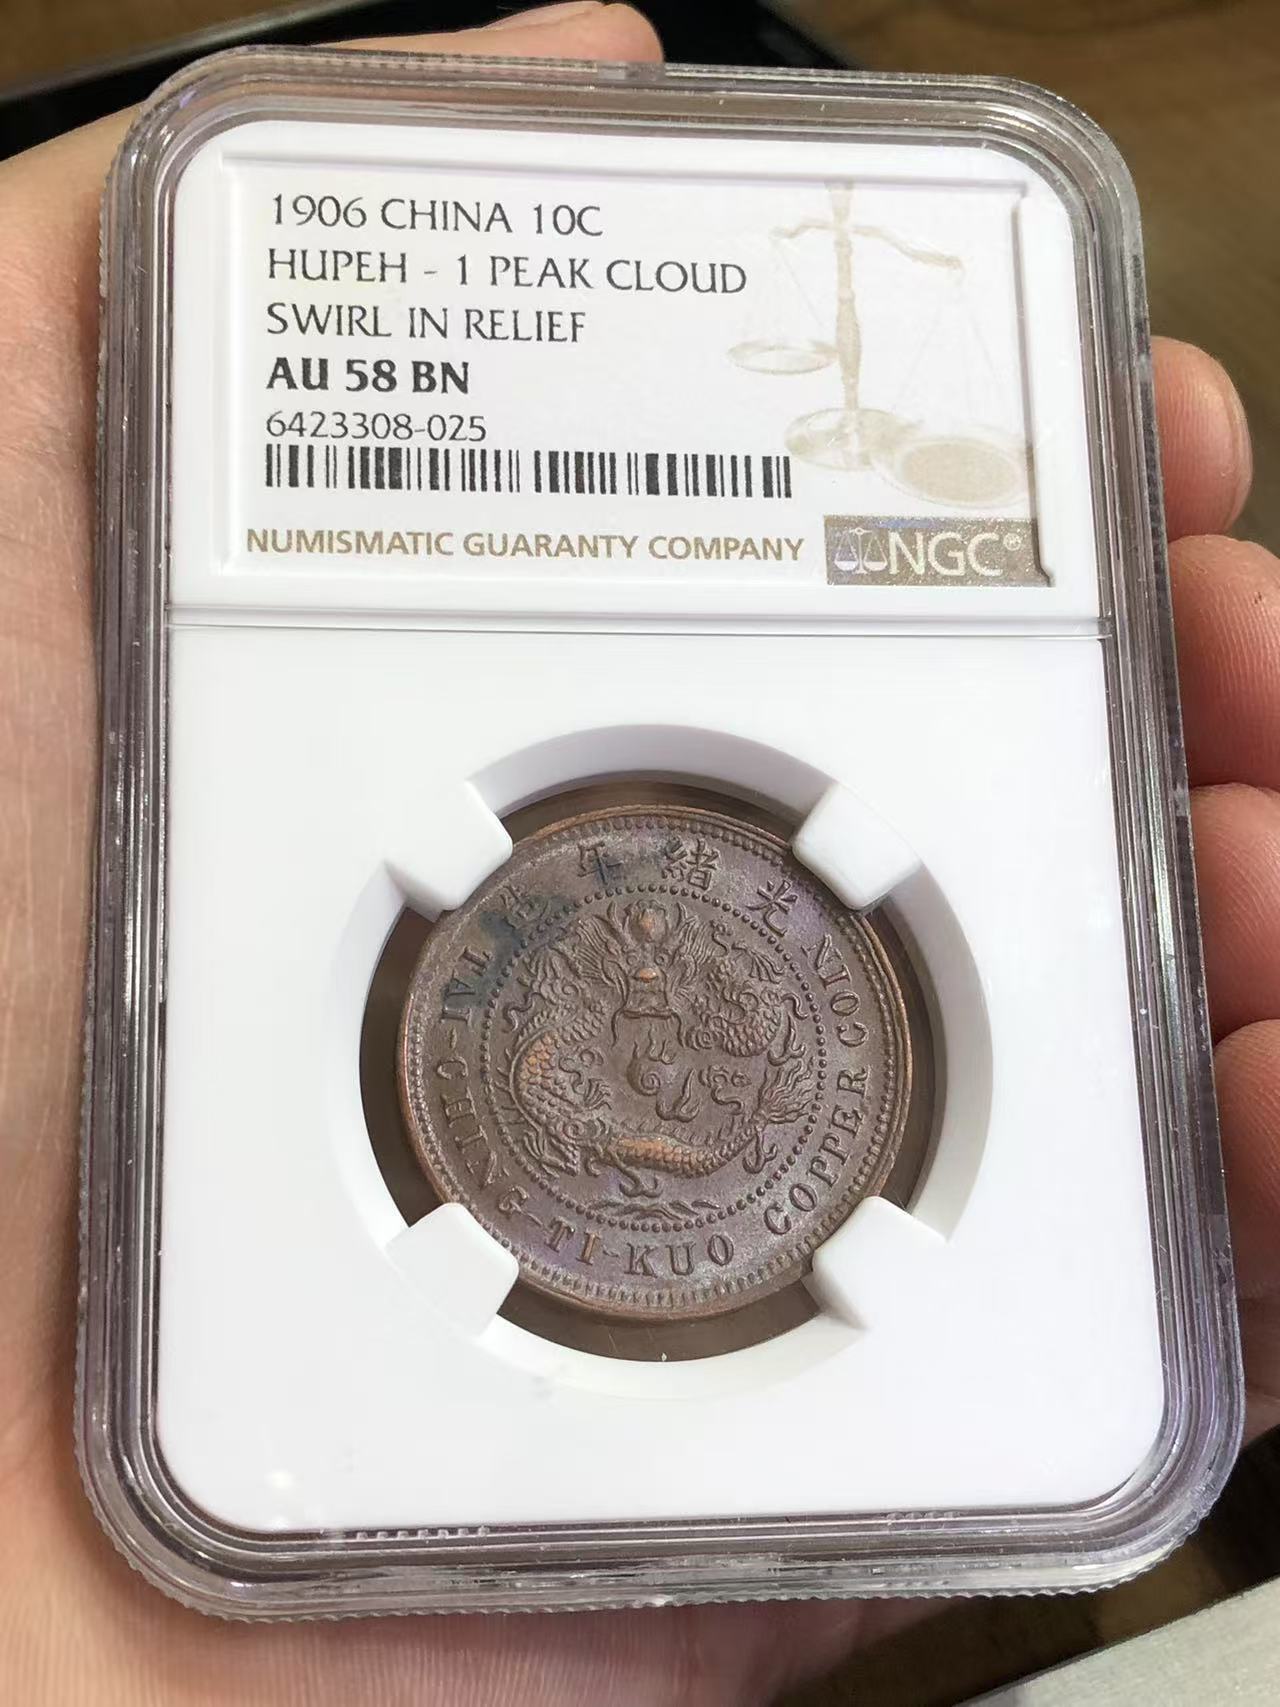 1906 CHINA 10C
HUPEH - 1 PEAK CLOUD
SWIRL IN RELIEF
AU 58 BN
6423308-025
NUMISMATIC GUARANTY COMPANY
NGC®
光緒年造
TAI-CHING-TI-KUO COPPER COIN